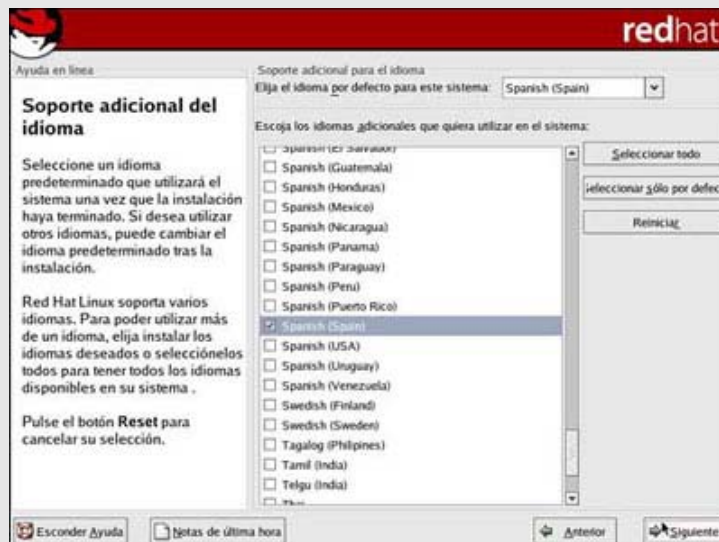 redhat
Ayuda en línea
Soporte adicional del
idioma
Seleccione un idioma
predeterminado que utilizará el
sistema una vez que la instalación
haya terminado. Si desea utilizar
otros idiomas, puede cambiar el
idioma predeterminado tras la
instalación.
Red Hat Linux soporta varios
idiomas. Para poder utilizar más
de un idioma, elija instalar los
idiomas deseados o selecciónelos
todos para tener todos los idiomas
disponibles en su sistema .
Pulse el botón Reset para
cancelar su selección.
Soporte adicional para el idioma
Elija el idioma por defecto para este sistema:
Spanish (Spain)
Escoja los idiomas adicionales que quiera utilizar en el sistema:
Spanish (El Salvador)
Spanish (Guatemala)
Spanish (Honduras)
Spanish (Mexico)
Spanish (Nicaragua)
Spanish (Panama)
Spanish (Paraguay)
Spanish (Peru)
Spanish (Puerto Rico)
Spanish (Spain)
Spanish (USA)
Spanish (Uruguay)
Spanish (Venezuela)
Swedish (Finland)
Swedish (Sweden)
Tagalog (Philipines)
Tamil (India)
Telgu (India)
Seleccionar todo
sólo por
Reiniciar
Esconder Ayuda
Notas de última hora
Anterior
Siguiente